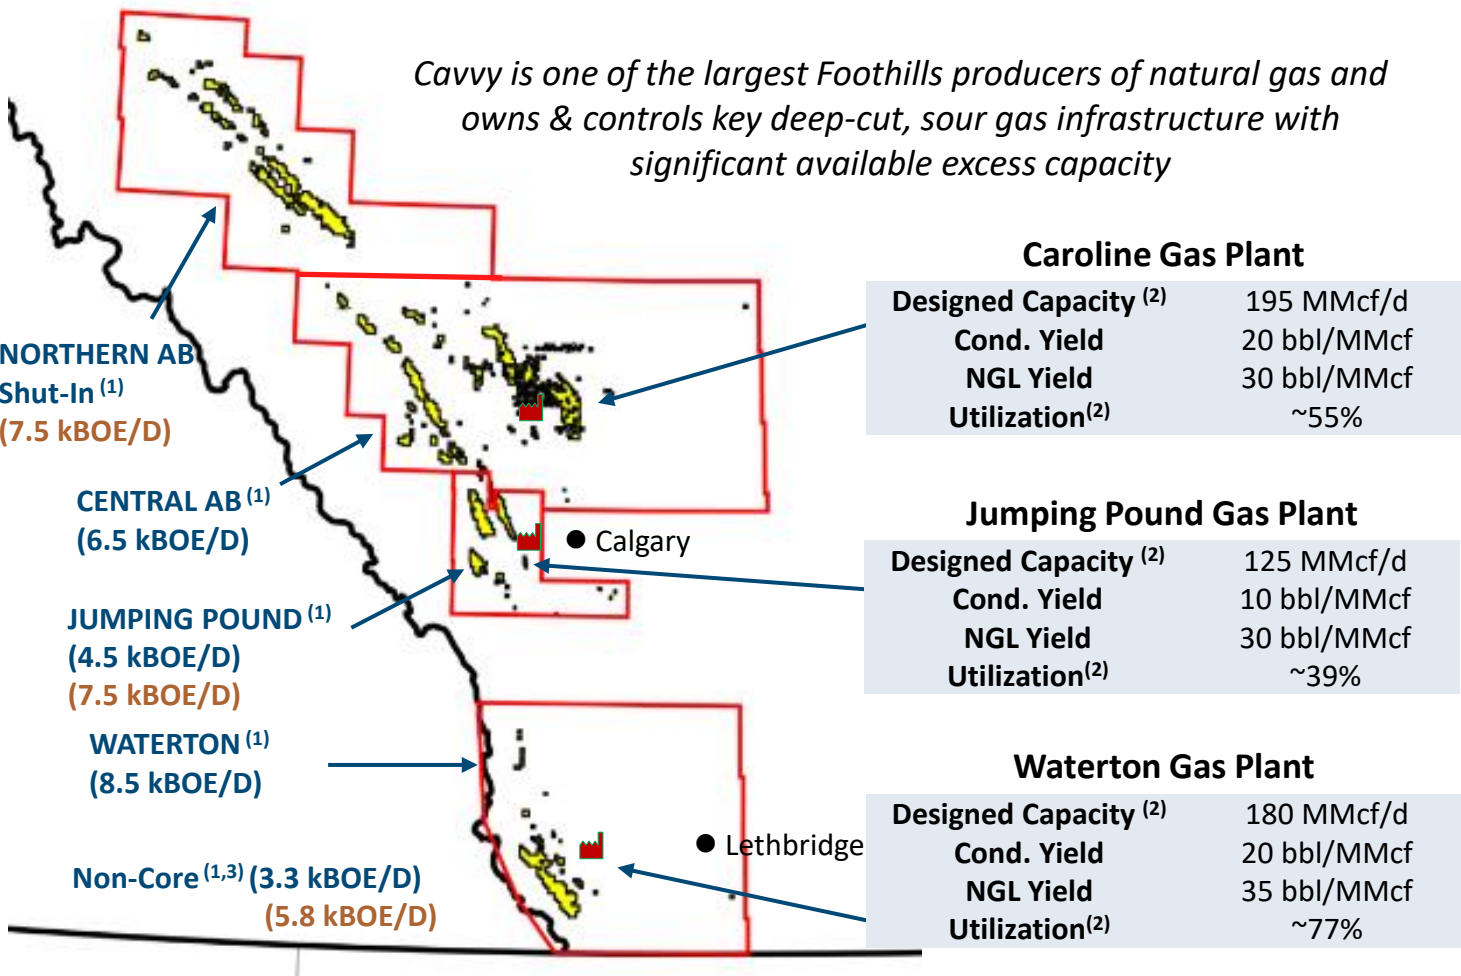 Cavvy is one of the largest Foothills producers of natural gas and
owns & controls key deep-cut, sour gas infrastructure with
significant available excess capacity
NORTHERN AB
Shut-In (1)
(7.5 kBOE/D)
CENTRAL AB (1)
(6.5 kBOE/D)
JUMPING POUND (1)
(4.5 kBOE/D)
(7.5 kBOE/D)
WATERTON (1)
(8.5 kBOE/D)
Non-Core (1,3) (3.3 kBOE/D)
(5.8 kBOE/D)
Calgary
Lethbridge
Caroline Gas Plant
Designed Capacity (2) 195 MMcf/d
Cond. Yield 20 bbl/MMcf
NGL Yield 30 bbl/MMcf
Utilization(2) ~55%
Jumping Pound Gas Plant
Designed Capacity (2) 125 MMcf/d
Cond. Yield 10 bbl/MMcf
NGL Yield 30 bbl/MMcf
Utilization(2) ~39%
Waterton Gas Plant
Designed Capacity (2) 180 MMcf/d
Cond. Yield 20 bbl/MMcf
NGL Yield 35 bbl/MMcf
Utilization(2) ~77%